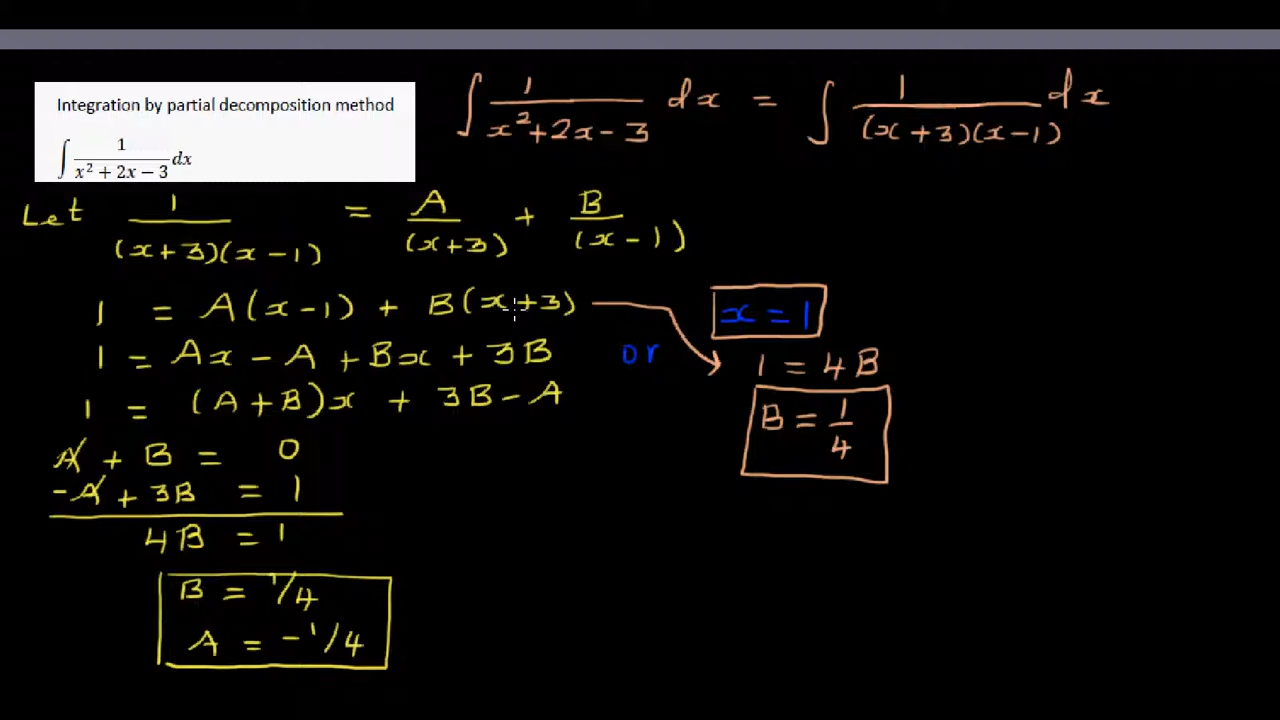 Integration by partial decomposition method
∫ 1/(x² + 2x − 3) dx
∫ 1/(x² + 2x − 3) dx = ∫ 1/((x+3)(x−1)) dx
Let 1/((x+3)(x−1)) = A/(x+3) + B/(x−1)
1 = A(x−1) + B(x+3)
1 = Ax − A + Bx + 3B
1 = (A+B)x + 3B − A
A + B = 0
−A + 3B = 1
4B = 1
B = 1/4
A = −1/4
or
x = 1
1 = 4B
B = 1/4